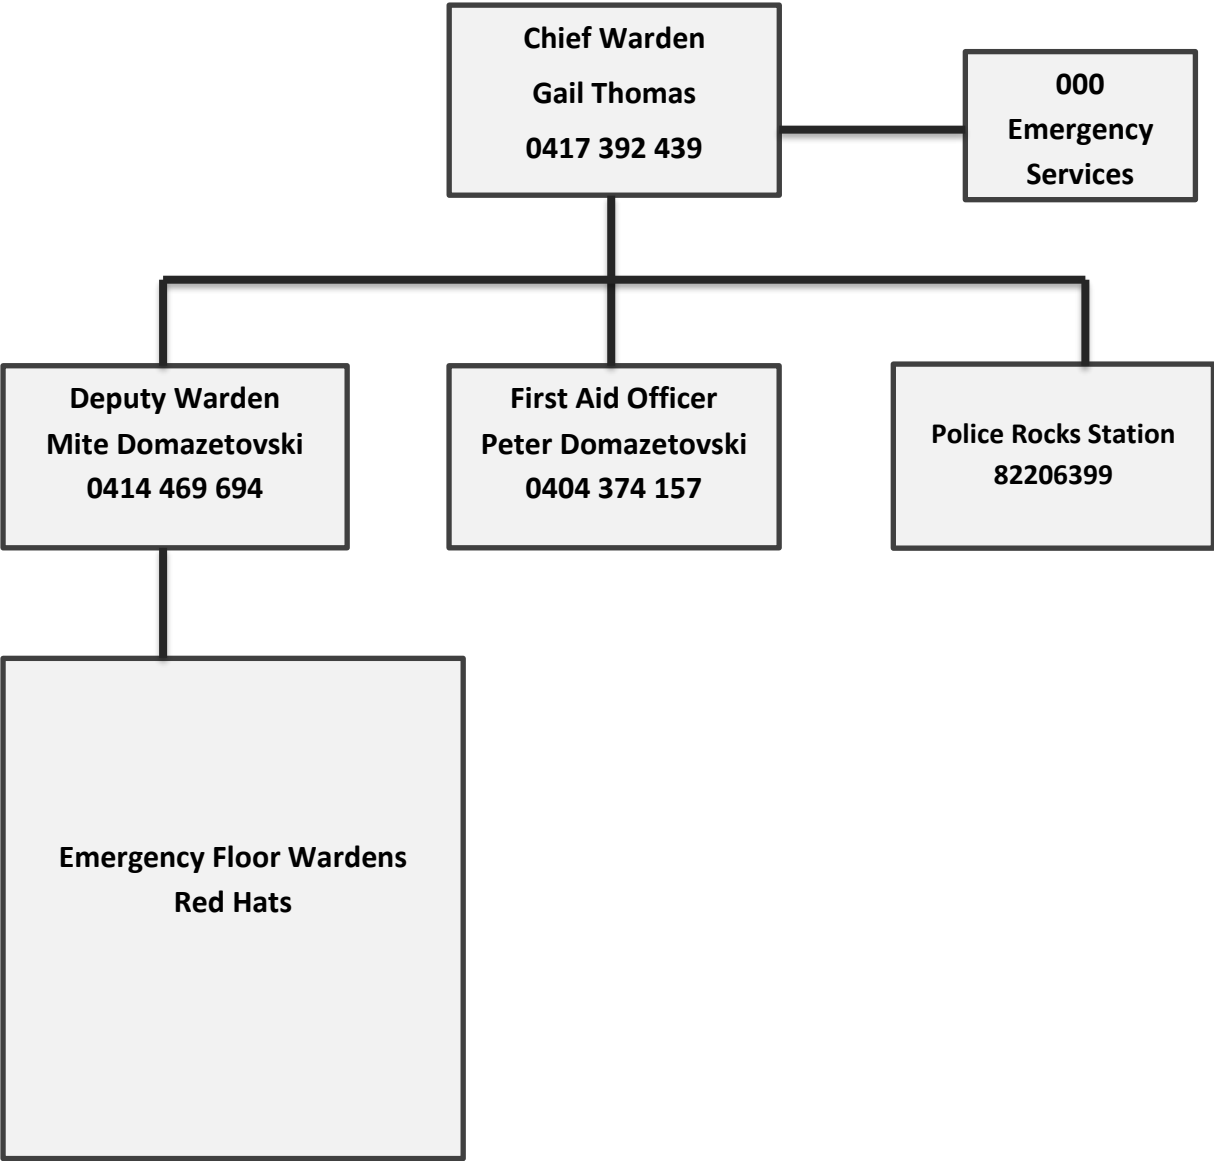 Chief Warden
Gail Thomas
0417 392 439
000
Emergency
Services
Deputy Warden
Mite Domazetovski
0414 469 694
First Aid Officer
Peter Domazetovski
0404 374 157
Police Rocks Station
82206399
Emergency Floor Wardens
Red Hats